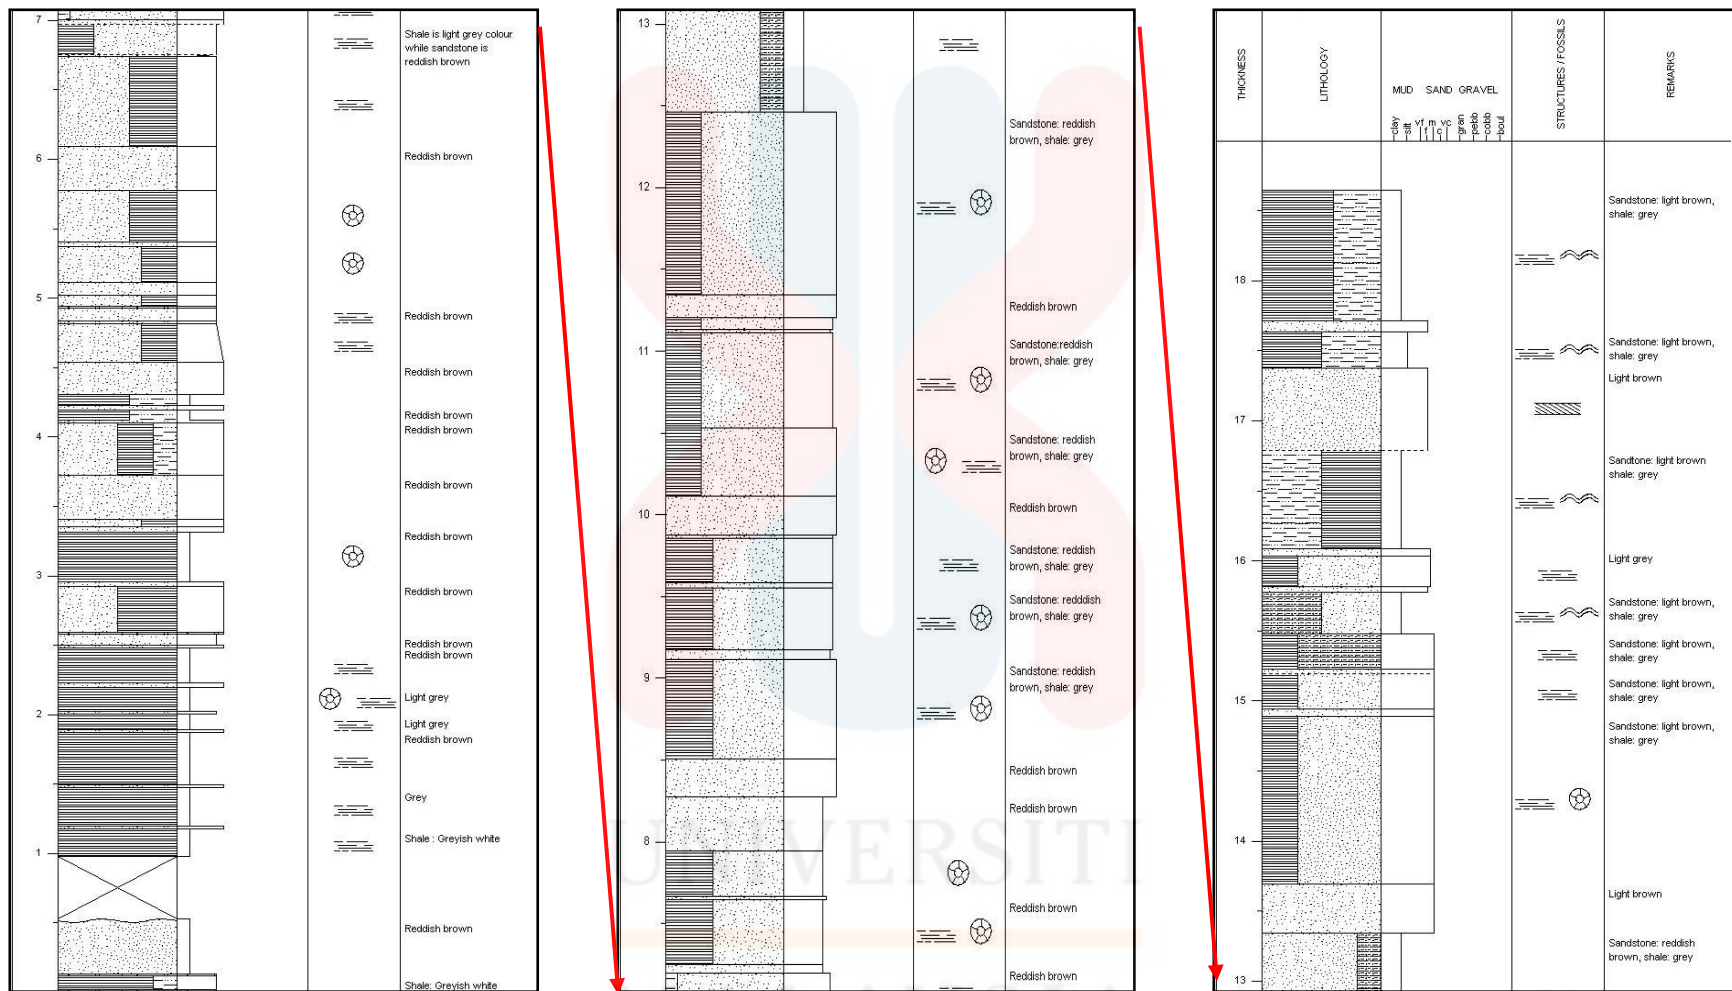 7
Shale is light grey colour
while sandstone is
reddish brown
6
Reddish brown
5
Reddish brown
Reddish brown
Reddish brown
4
Reddish brown
Reddish brown
Reddish brown
3
Reddish brown
Reddish brown
Reddish brown
Light grey
2
Light grey
Reddish brown
Grey
1
Shale : Greyish white
Reddish brown
Shale: Greyish white
13
Sandstone: reddish
brown, shale: grey
12
Reddish brown
11
Sandstone:reddish
brown, shale: grey
Sandstone: reddish
brown, shale: grey
10
Reddish brown
Sandstone: reddish
brown, shale: grey
Sandstone: redddish
brown, shale: grey
9
Sandstone: reddish
brown, shale: grey
Reddish brown
Reddish brown
8
Reddish brown
Reddish brown
UNIVERSITI
THICKNESS
LITHOLOGY
MUD SAND GRAVEL
clay
silt
vf
f
m
c
vc
gran
pebb
cobb
boul
STRUCTURES / FOSSILS
REMARKS
Sandstone: light brown,
shale: grey
18
Sandstone: light brown,
shale: grey
Light brown
17
Sandtone: light brown
shale: grey
16
Light grey
Sandstone: light brown,
shale: grey
Sandstone: light brown,
shale: grey
Sandstone: light brown,
shale: grey
15
Sandstone: light brown,
shale: grey
14
Light brown
Sandstone: reddish
brown, shale: grey
13